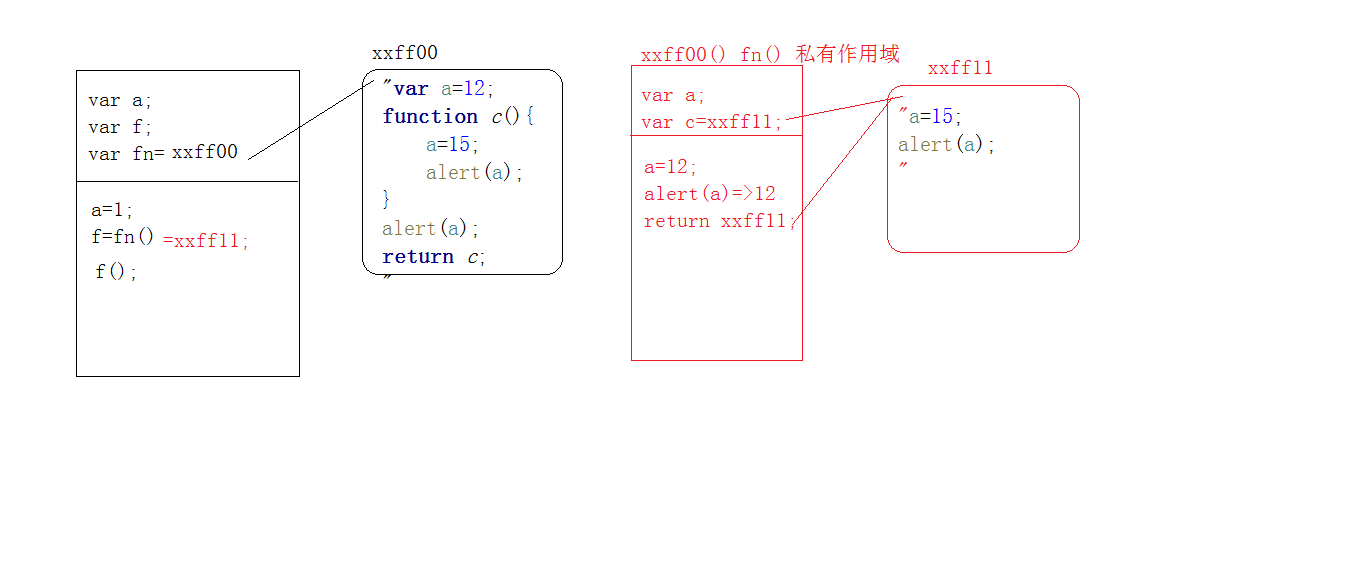 var a;
var f;
var fn= xxff00
a=1;
f=fn() =xxff11;
f();
xxff00
"var a=12;
function c(){
a=15;
alert(a);
}
alert(a);
return c;
"
xxff00() fn() 私有作用域
var a;
var c=xxff11;
a=12;
alert(a)=>12
return xxff11;
xxff11
"a=15;
alert(a);
"